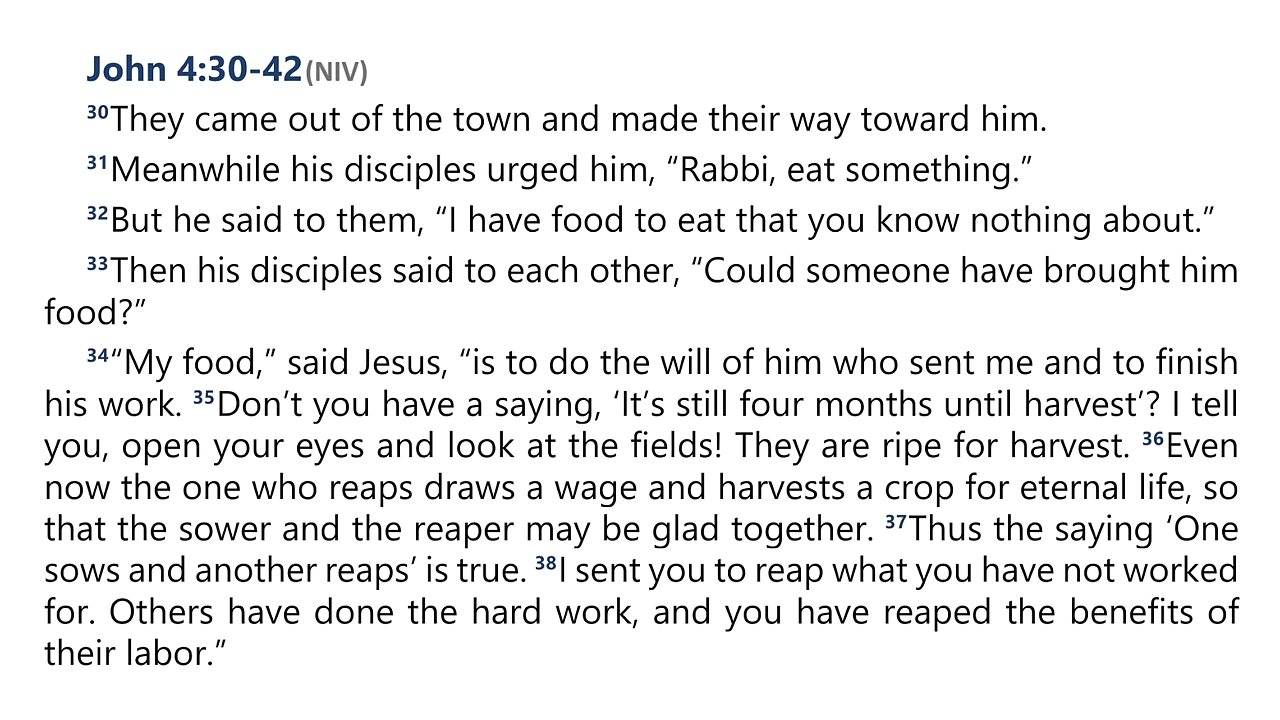 John 4:30-42(NIV)
30They came out of the town and made their way toward him.
31Meanwhile his disciples urged him, “Rabbi, eat something.”
32But he said to them, “I have food to eat that you know nothing about.”
33Then his disciples said to each other, “Could someone have brought him
food?”
34“My food,” said Jesus, “is to do the will of him who sent me and to finish
his work. 35Don’t you have a saying, ‘It’s still four months until harvest’? I tell
you, open your eyes and look at the fields! They are ripe for harvest. 36Even
now the one who reaps draws a wage and harvests a crop for eternal life, so
that the sower and the reaper may be glad together. 37Thus the saying ‘One
sows and another reaps’ is true. 38I sent you to reap what you have not worked
for. Others have done the hard work, and you have reaped the benefits of
their labor.”